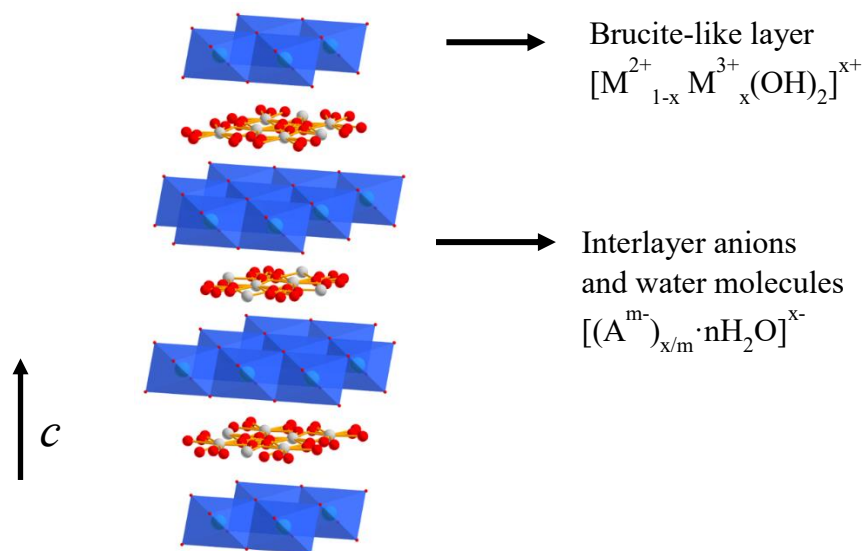 Brucite-like layer
[M²⁺₁₋ₓ M³⁺ₓ(OH)₂]ˣ⁺
Interlayer anions
and water molecules
[(Aᵐ⁻)ₓ/ₘ·nH₂O]ˣ⁻
c